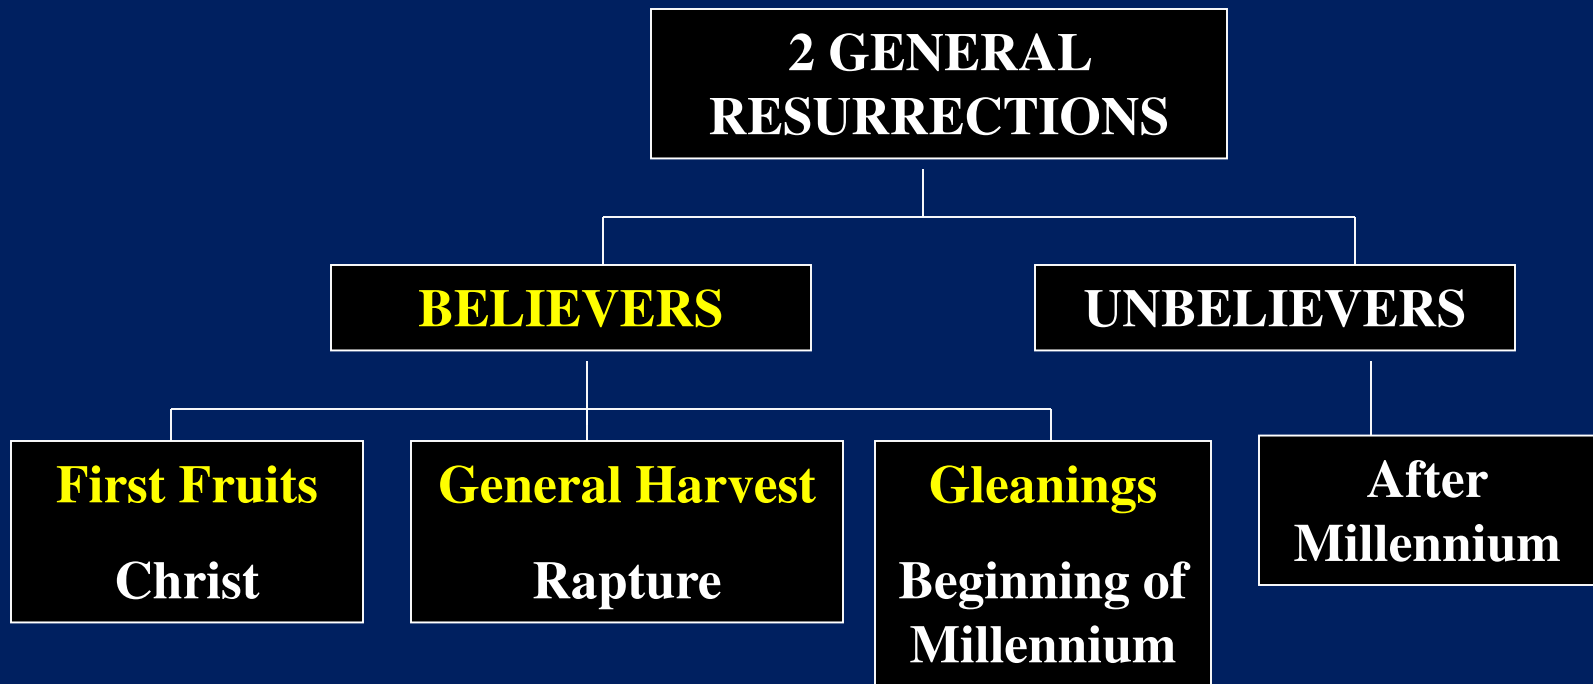 2 GENERAL
RESURRECTIONS
BELIEVERS
UNBELIEVERS
First Fruits
Christ
General Harvest
Rapture
Gleanings
Beginning of
Millennium
After
Millennium